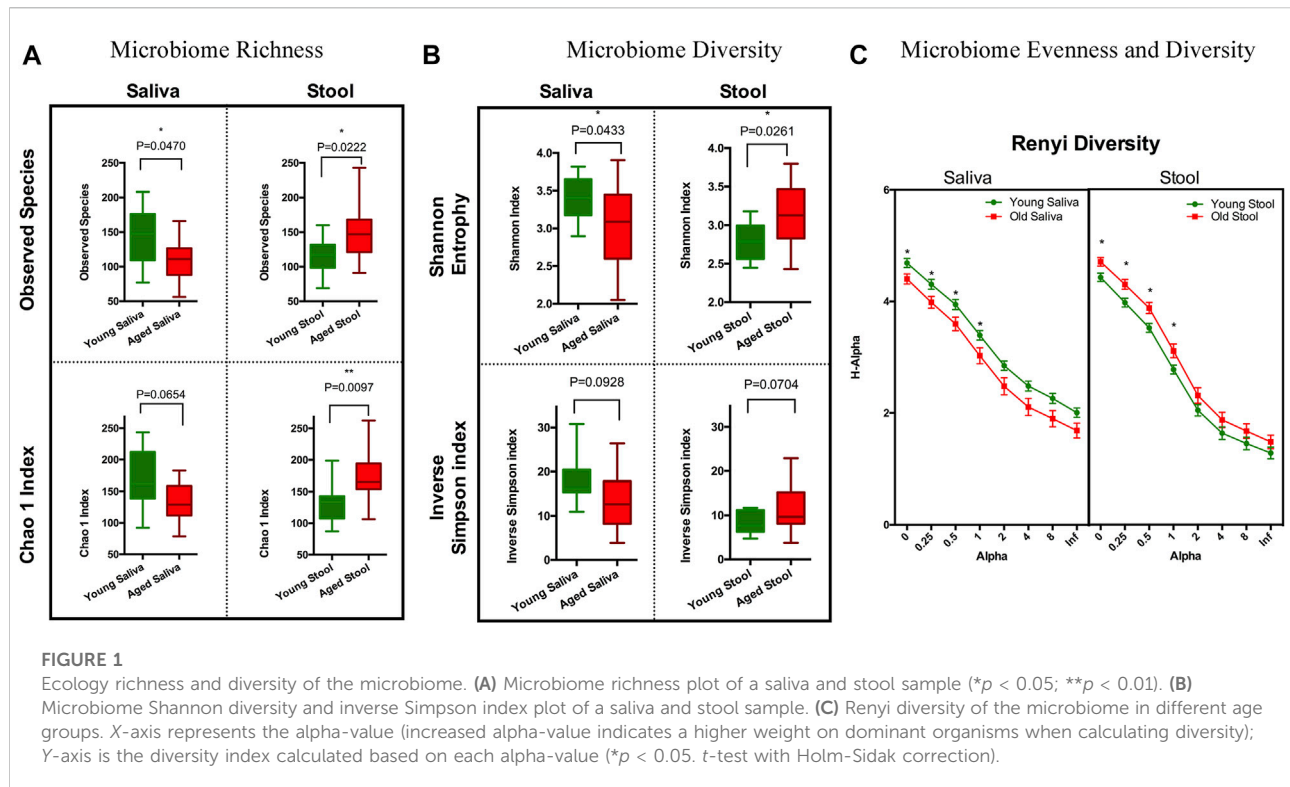 A
Microbiome Richness
Saliva
Stool
Observed Species
*
P=0.0470
Observed Species
250
200
150
100
50
Young Saliva
Aged Saliva
*
P=0.0222
Observed Species
250
200
150
100
50
Young Stool
Aged Stool
Chao 1 Index
P=0.0654
Chao 1 Index
300
250
200
150
100
50
Young Saliva
Aged Saliva
**
P=0.0097
Chao 1 Index
300
250
200
150
100
50
Young Stool
Aged Stool
B
Microbiome Diversity
Saliva
Stool
Shannon
Entrophy
*
P=0.0433
Shannon Index
4.0
3.5
3.0
2.5
2.0
Young Saliva
Aged Saliva
*
P=0.0261
Shannon Index
4.0
3.5
3.0
2.5
2.0
Young Stool
Aged Stool
Inverse
Simpson index
P=0.0928
Inverse Simpson index
30
20
10
0
Young Saliva
Aged Saliva
P=0.0704
Inverse Simpson index
30
20
10
0
Young Stool
Aged Stool
C
Microbiome Evenness and Diversity
Renyi Diversity
Saliva
Stool
Young Saliva
Old Saliva
Young Stool
Old Stool
H-Alpha
6
4
2
0
* * * *
* * * *
0 0.25 0.5 1 2 4 8 Inf
Alpha
0 0.25 0.5 1 2 4 8 Inf
Alpha
FIGURE 1
Ecology richness and diversity of the microbiome. (A) Microbiome richness plot of a saliva and stool sample (*p < 0.05; **p < 0.01). (B)
Microbiome Shannon diversity and inverse Simpson index plot of a saliva and stool sample. (C) Renyi diversity of the microbiome in different age
groups. X-axis represents the alpha-value (increased alpha-value indicates a higher weight on dominant organisms when calculating diversity);
Y-axis is the diversity index calculated based on each alpha-value (*p < 0.05. t-test with Holm-Sidak correction).